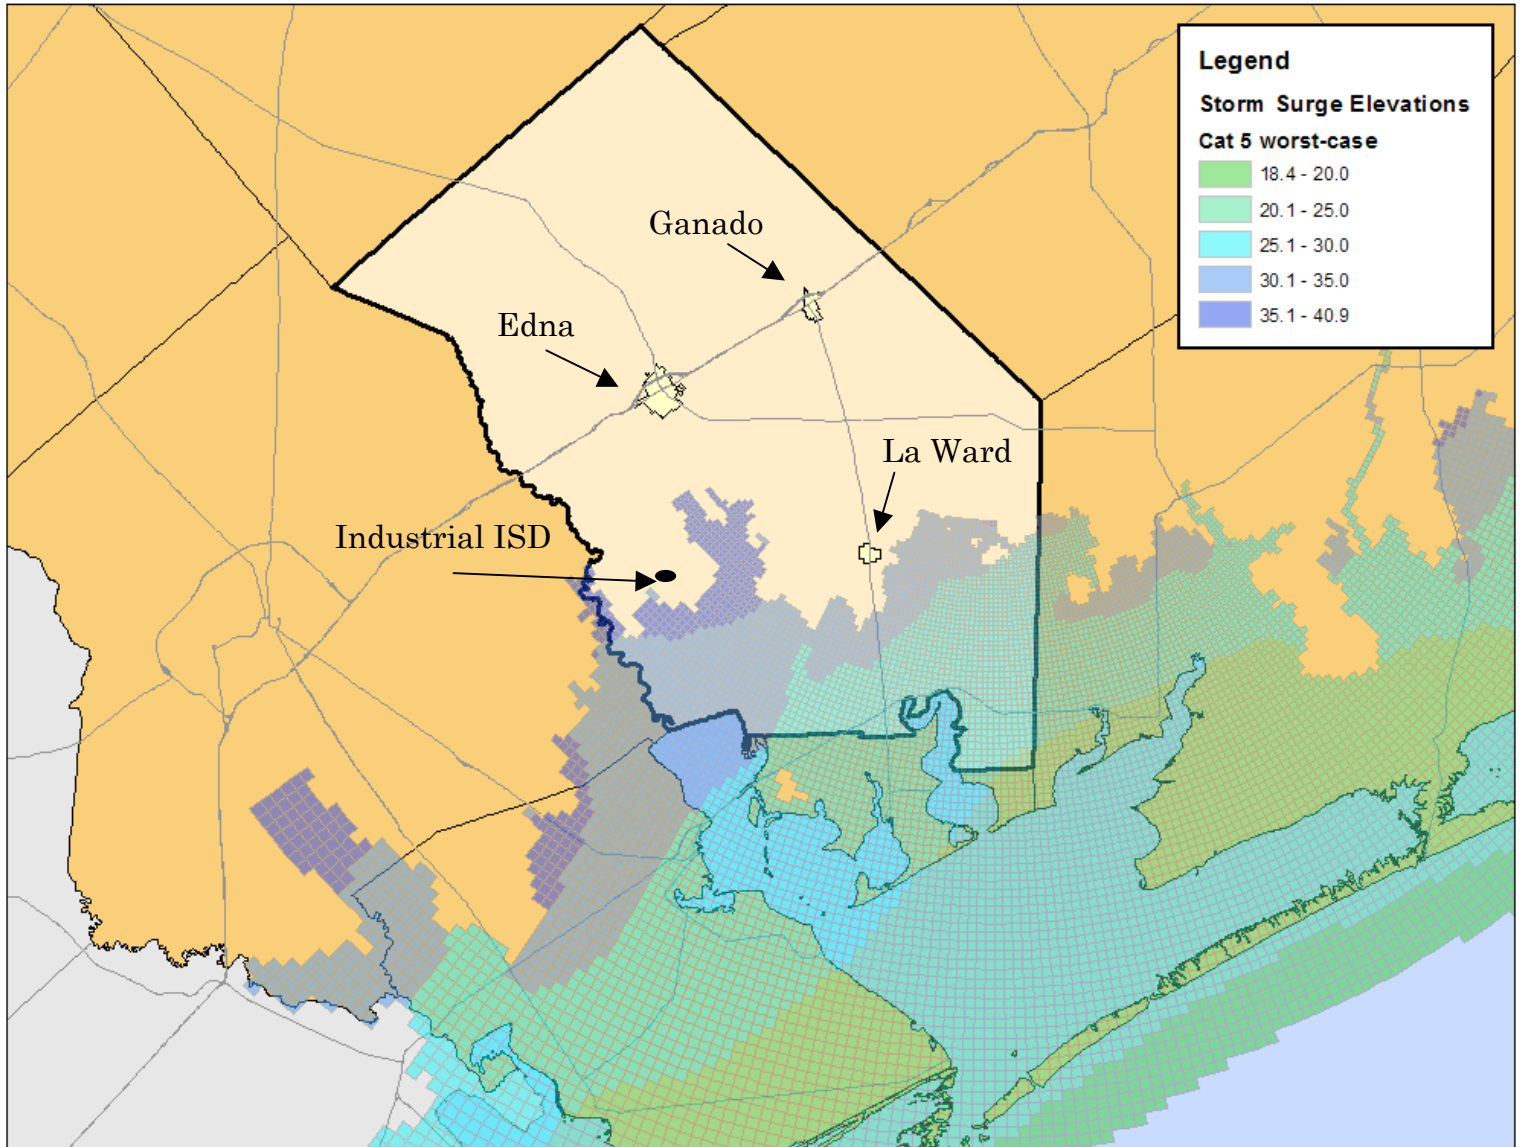 Legend
Storm Surge Elevations
Cat 5 worst-case
18.4 - 20.0
20.1 - 25.0
25.1 - 30.0
30.1 - 35.0
35.1 - 40.9
Ganado
Edna
La Ward
Industrial ISD